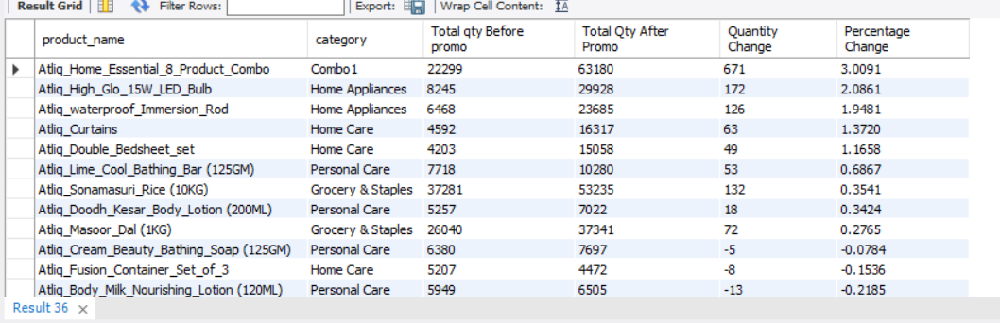 Result Grid Filter Rows: Export: Wrap Cell Content: IA
product_name category Total qty Before promo Total Qty After Promo Quantity Change Percentage Change
Atliq_Home_Essential_8_Product_Combo Combo1 22299 63180 671 3.0091
Atliq_High_Glo_15W_LED_Bulb Home Appliances 8245 29928 172 2.0861
Atliq_waterproof_Immersion_Rod Home Appliances 6468 23685 126 1.9481
Atliq_Curtains Home Care 4592 16317 63 1.3720
Atliq_Double_Bedsheet_set Home Care 4203 15058 49 1.1658
Atliq_Lime_Cool_Bathing_Bar (125GM) Personal Care 7718 10280 53 0.6867
Atliq_Sonamasuri_Rice (10KG) Grocery & Staples 37281 53235 132 0.3541
Atliq_Doodh_Kesar_Body_Lotion (200ML) Personal Care 5257 7022 18 0.3424
Atliq_Masoor_Dal (1KG) Grocery & Staples 26040 37341 72 0.2765
Atliq_Cream_Beauty_Bathing_Soap (125GM) Personal Care 6380 7697 -5 -0.0784
Atliq_Fusion_Container_Set_of_3 Home Care 5207 4472 -8 -0.1536
Atliq_Body_Milk_Nourishing_Lotion (120ML) Personal Care 5949 6505 -13 -0.2185
Result 36